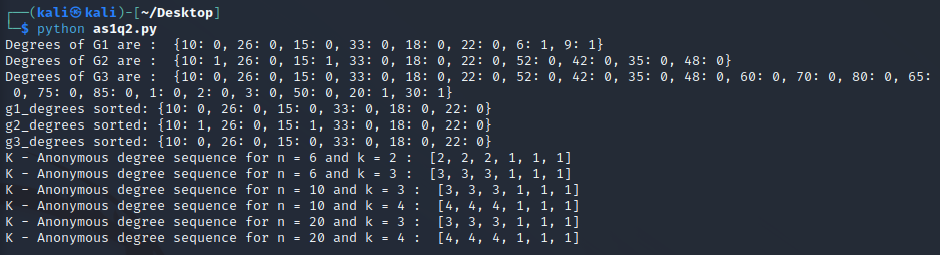 ┌──(kali㉿kali)-[~/Desktop]
└─$ python as1q2.py
Degrees of G1 are :  {10: 0, 26: 0, 15: 0, 33: 0, 18: 0, 22: 0, 6: 1, 9: 1}
Degrees of G2 are :  {10: 1, 26: 0, 15: 1, 33: 0, 18: 0, 22: 0, 52: 0, 42: 0, 35: 0, 48: 0}
Degrees of G3 are :  {10: 0, 26: 0, 15: 0, 33: 0, 18: 0, 22: 0, 52: 0, 42: 0, 35: 0, 48: 0, 60: 0, 70: 0, 80: 0, 65:
 0, 75: 0, 85: 0, 1: 0, 2: 0, 3: 0, 50: 0, 20: 1, 30: 1}
g1_degrees sorted: {10: 0, 26: 0, 15: 0, 33: 0, 18: 0, 22: 0}
g2_degrees sorted: {10: 1, 26: 0, 15: 1, 33: 0, 18: 0, 22: 0}
g3_degrees sorted: {10: 0, 26: 0, 15: 0, 33: 0, 18: 0, 22: 0}
K - Anonymous degree sequence for n = 6 and k = 2 :  [2, 2, 2, 1, 1, 1]
K - Anonymous degree sequence for n = 6 and k = 3 :  [3, 3, 3, 1, 1, 1]
K - Anonymous degree sequence for n = 10 and k = 3 :  [3, 3, 3, 1, 1, 1]
K - Anonymous degree sequence for n = 10 and k = 4 :  [4, 4, 4, 1, 1, 1]
K - Anonymous degree sequence for n = 20 and k = 3 :  [3, 3, 3, 1, 1, 1]
K - Anonymous degree sequence for n = 20 and k = 4 :  [4, 4, 4, 1, 1, 1]